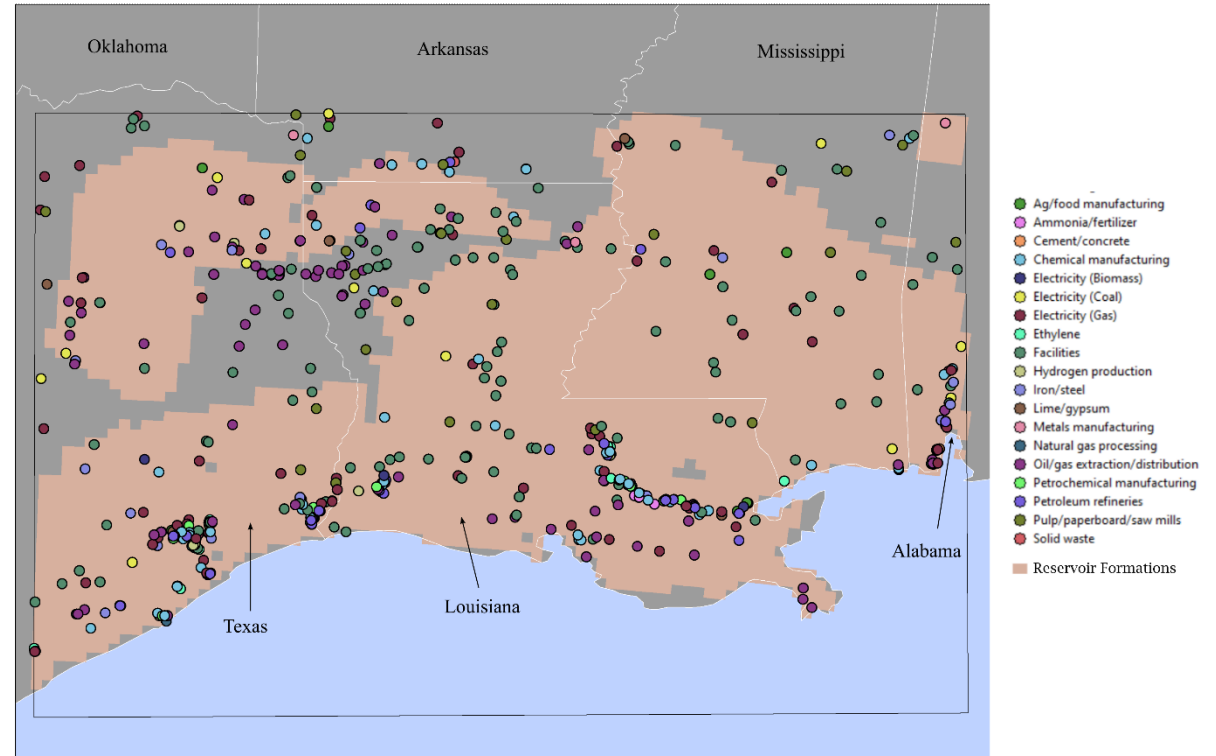 Oklahoma
Arkansas
Mississippi
Texas
Louisiana
Alabama
Ag/food manufacturing
Ammonia/fertilizer
Cement/concrete
Chemical manufacturing
Electricity (Biomass)
Electricity (Coal)
Electricity (Gas)
Ethylene
Facilities
Hydrogen production
Iron/steel
Lime/gypsum
Metals manufacturing
Natural gas processing
Oil/gas extraction/distribution
Petrochemical manufacturing
Petroleum refineries
Pulp/paperboard/saw mills
Solid waste
Reservoir Formations